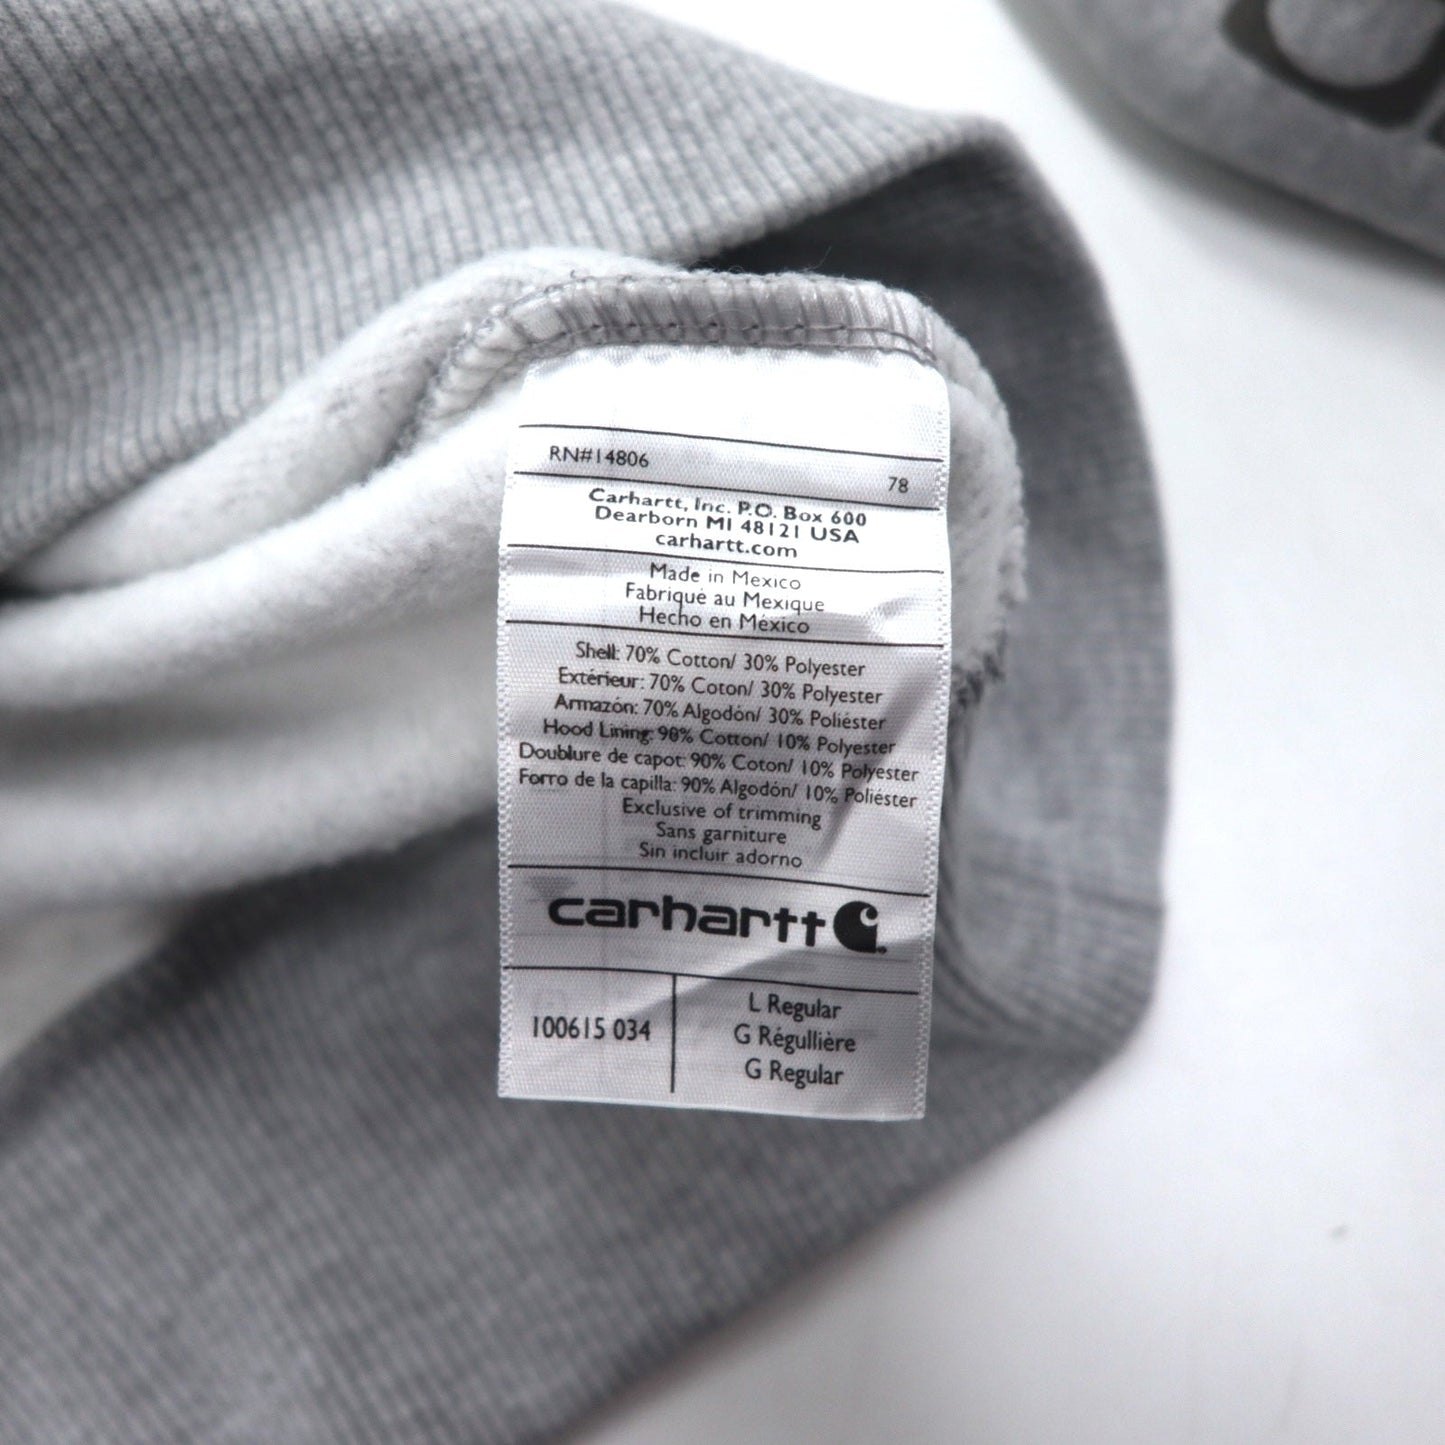 RN#14806
78
Carhartt, Inc. P.O. Box 600
Dearborn MI 48121 USA
carhartt.com
Made in Mexico
Fabriqué au Mexique
Hecho en México
Shell: 70% Cotton/ 30% Polyester
Extérieur: 70% Coton/ 30% Polyester
Armazón: 70% Algodón/ 30% Poliéster
Hood Lining: 90% Cotton/ 10% Polyester
Doublure de capot: 90% Coton/ 10% Polyester
Forro de la capilla: 90% Algodón/ 10% Poliéster
Exclusive of trimming
Sans garniture
Sin incluir adorno
carhartt
100615 034
L Regular
G Régullière
G Regular